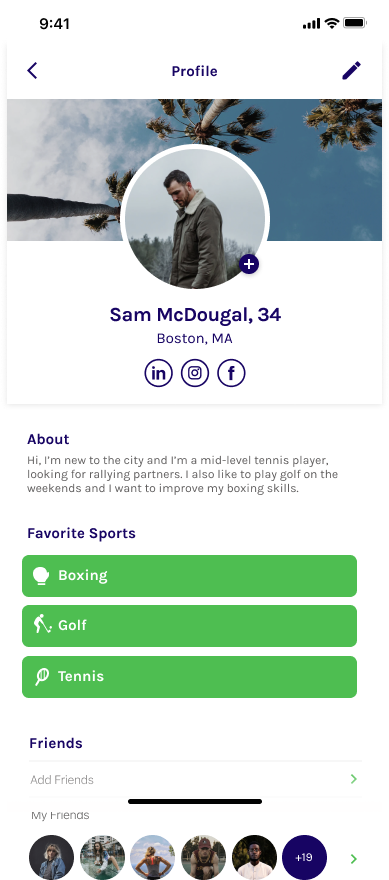 9:41
Profile
Sam McDougal, 34
Boston, MA
in f
About
Hi, I'm new to the city and I'm a mid-level tennis player,
looking for rallying partners. I also like to play golf on the
weekends and I want to improve my boxing skills.
Favorite Sports
Boxing
Golf
Tennis
Friends
Add Friends
My Friends
+19